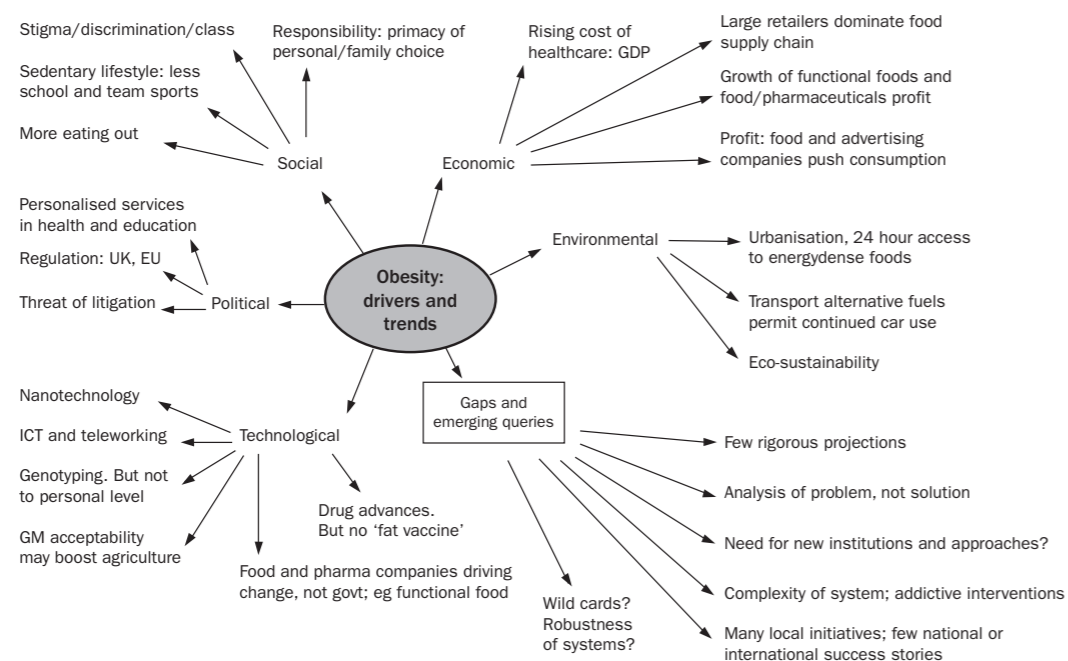 Stigma/discrimination/class
Responsibility: primacy of
personal/family choice
Rising cost of
healthcare: GDP
Large retailers dominate food
supply chain
Sedentary lifestyle: less
school and team sports
Growth of functional foods and
food/pharmaceuticals profit
More eating out
Social
Economic
Profit: food and advertising
companies push consumption
Personalised services
in health and education
Regulation: UK, EU
Threat of litigation
Political
Obesity:
drivers and
trends
Environmental
Urbanisation, 24 hour access
to energydense foods
Transport alternative fuels
permit continued car use
Eco-sustainability
Nanotechnology
ICT and teleworking
Technological
Genotyping. But not
to personal level
GM acceptability
may boost agriculture
Drug advances.
But no ‘fat vaccine’
Food and pharma companies driving
change, not govt; eg functional food
Gaps and
emerging queries
Few rigorous projections
Analysis of problem, not solution
Need for new institutions and approaches?
Complexity of system; addictive interventions
Many local initiatives; few national or
international success stories
Wild cards?
Robustness
of systems?